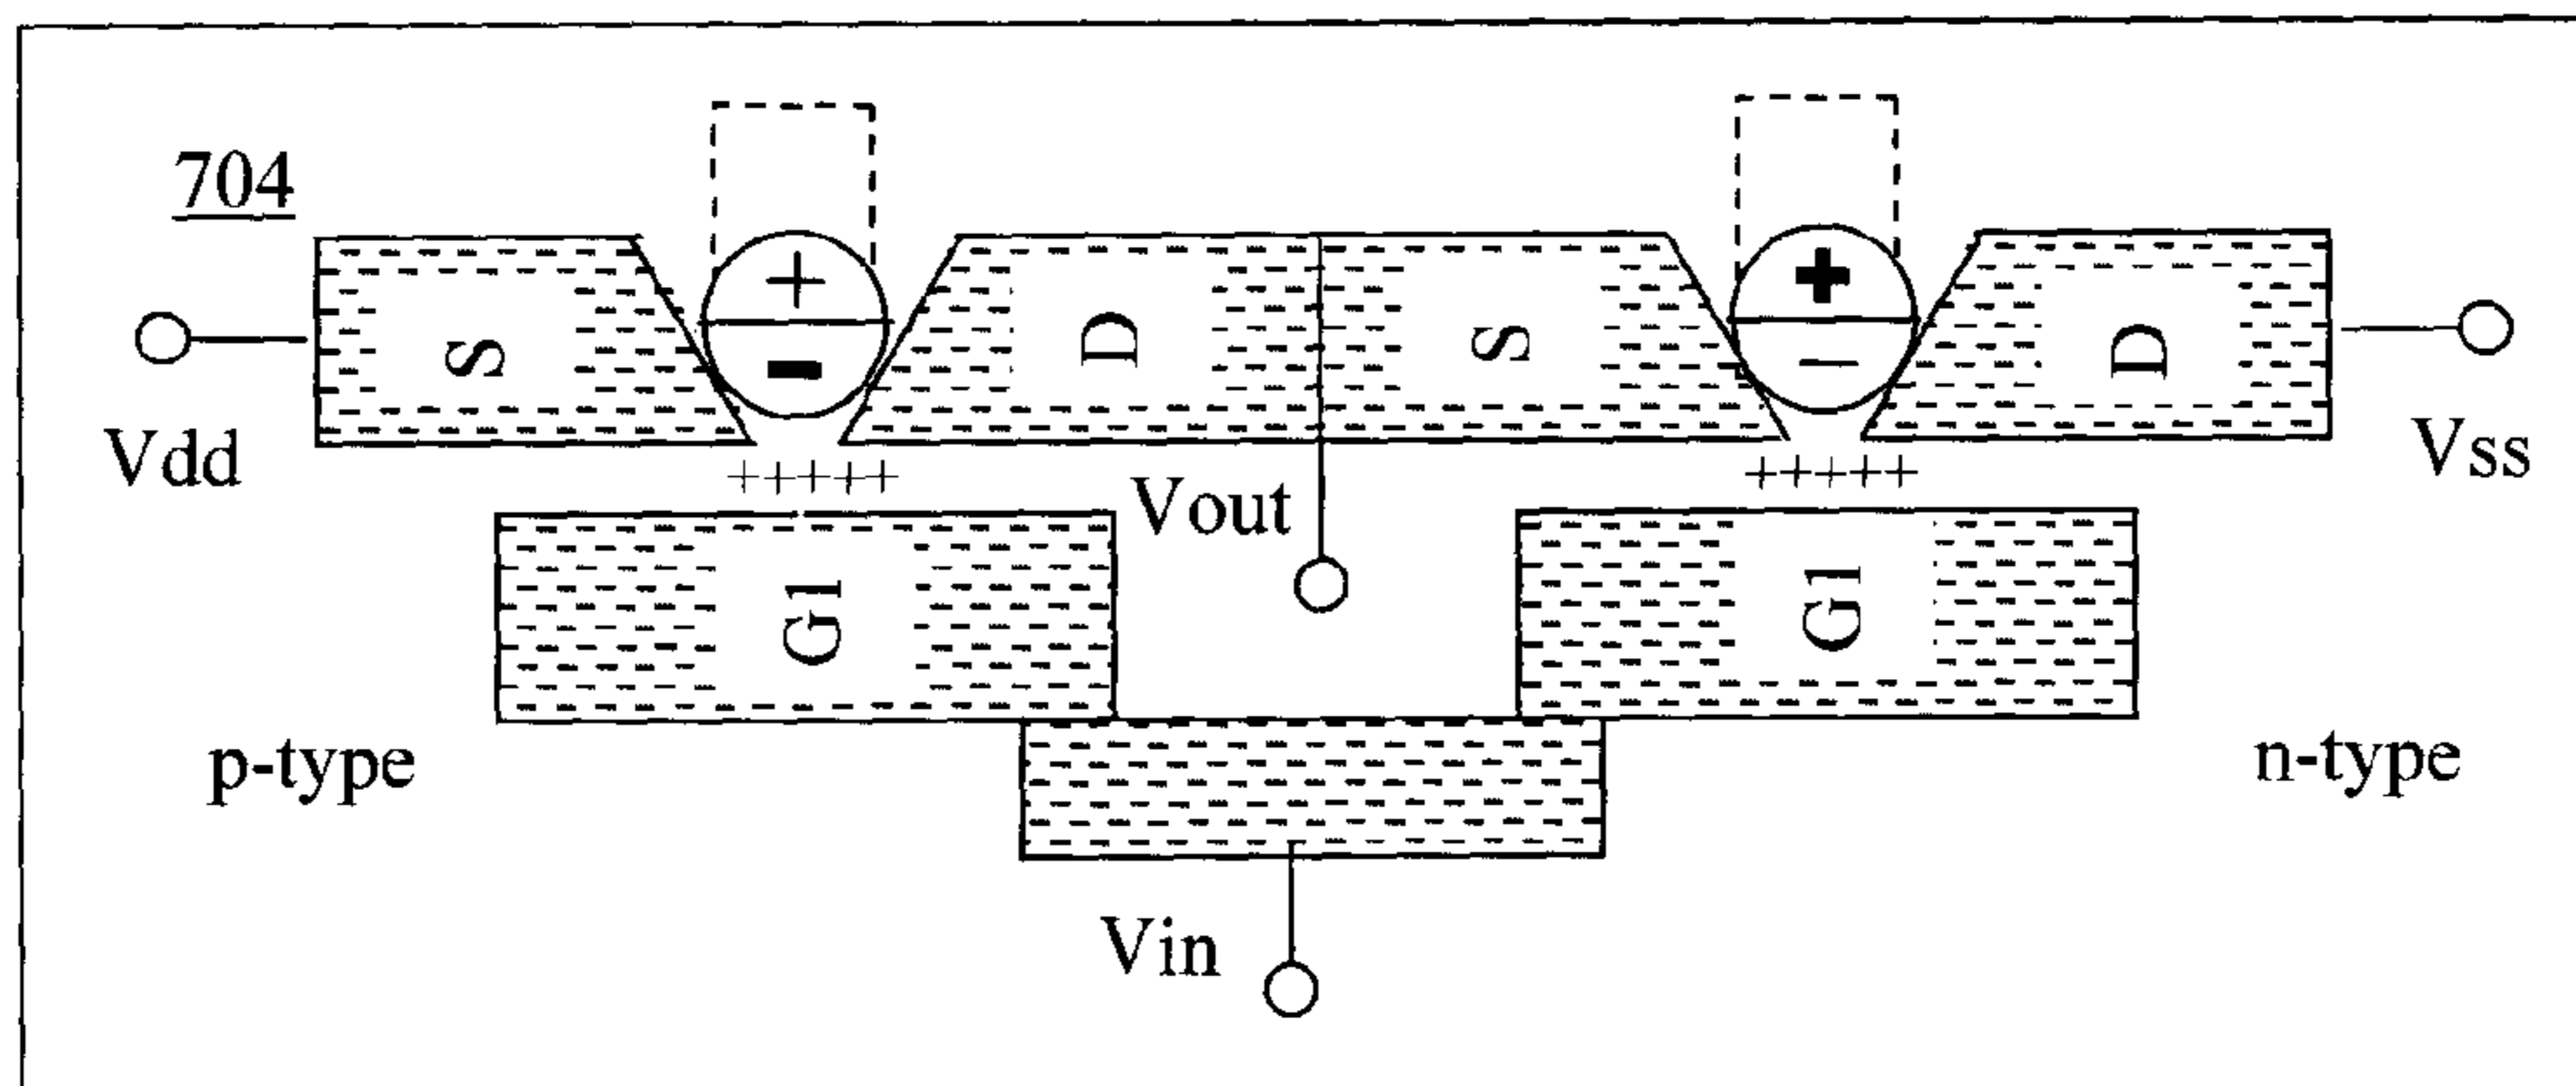 704
+ +
Vdd S - D S - D Vss
+++++ Vout +++++
G1 G1
p-type n-type
Vin